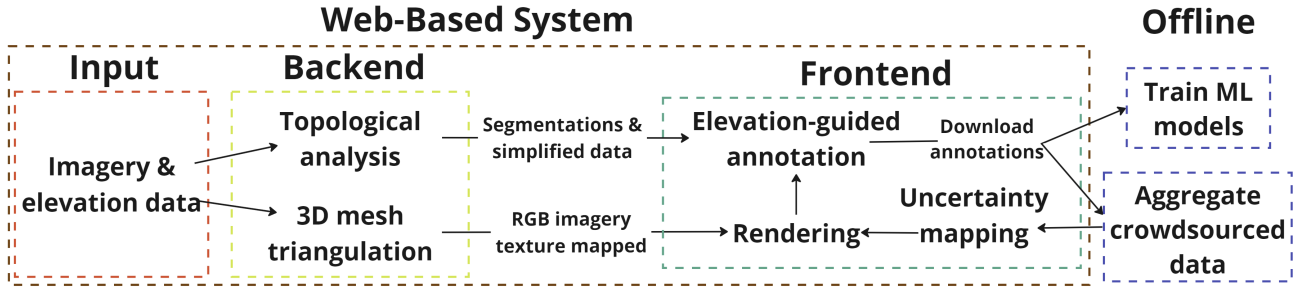 Web-Based System
Offline
Input
Backend
Frontend
Imagery &
elevation data
Topological
analysis
3D mesh
triangulation
Segmentations &
simplified data
RGB imagery
texture mapped
Elevation-guided
annotation
Rendering
Uncertainty
mapping
Download
annotations
Train ML
models
Aggregate
crowdsourced
data